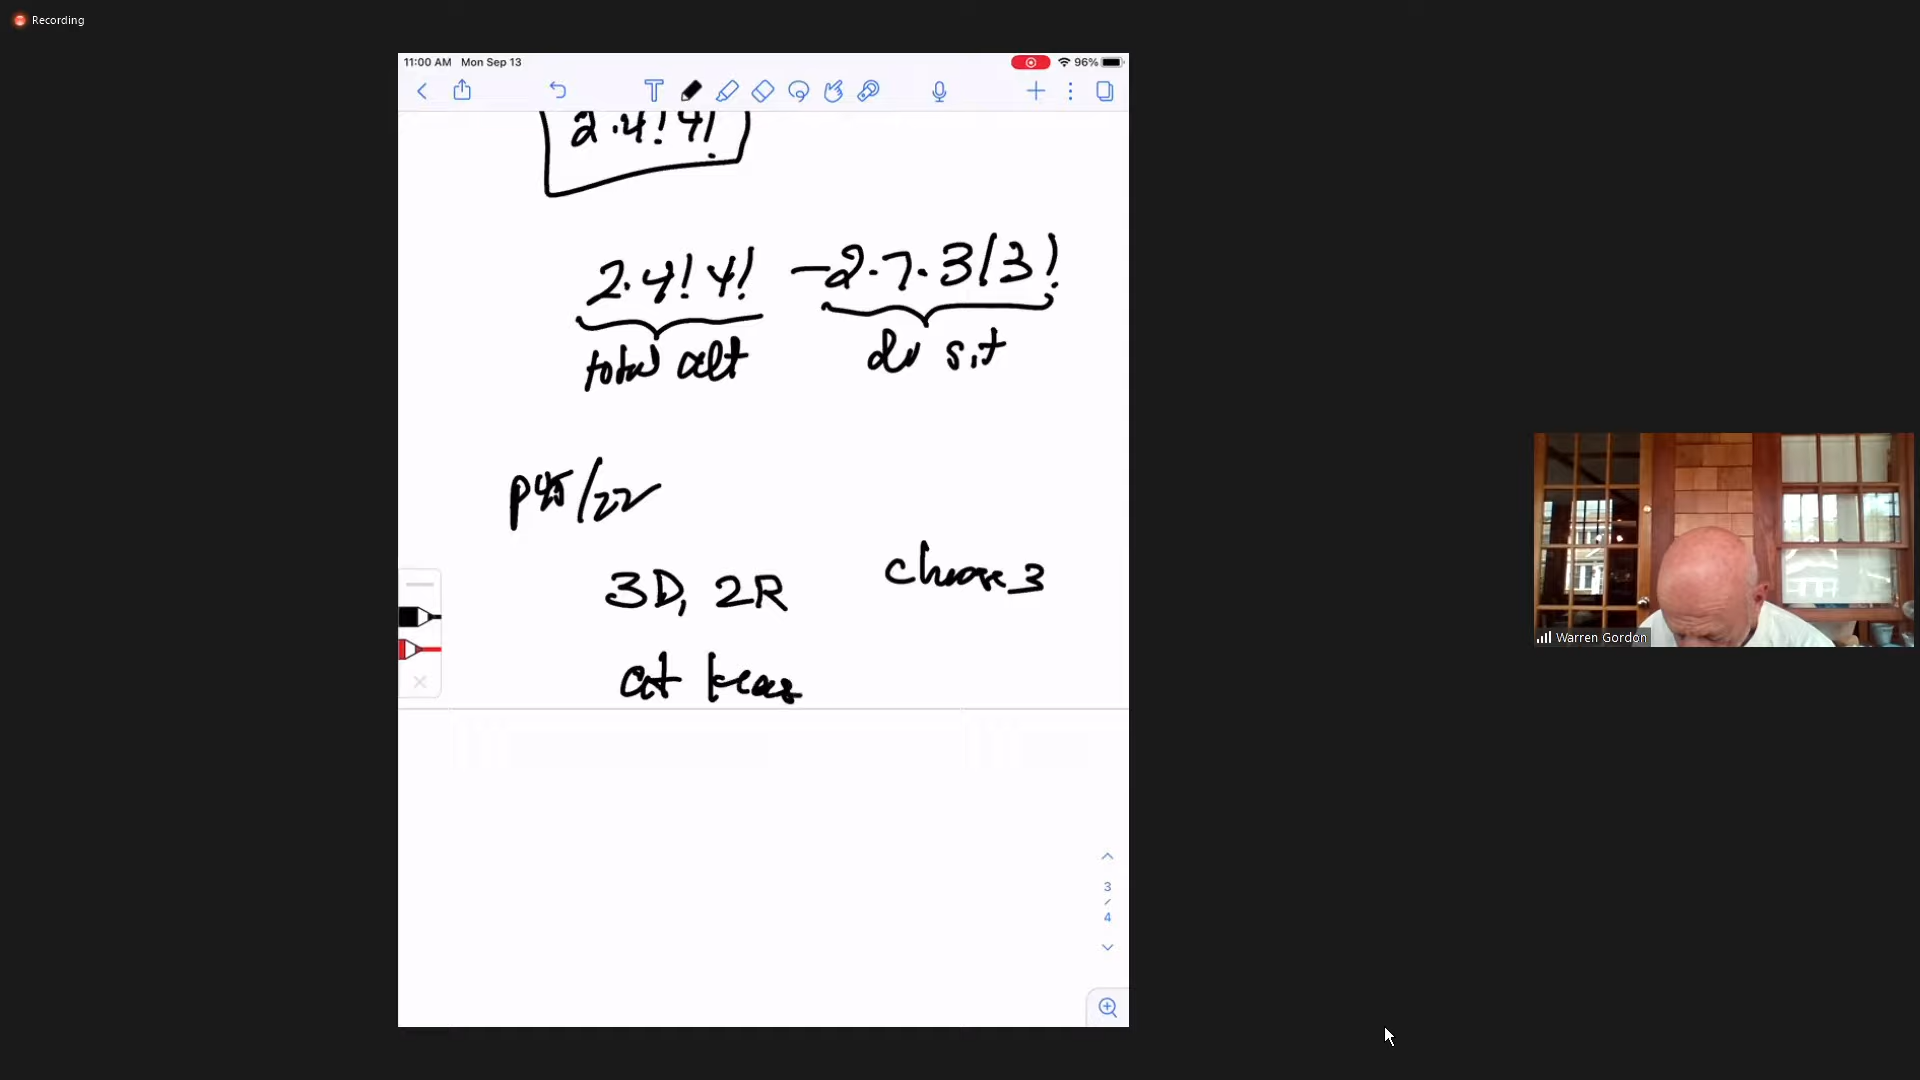 Recording
11:00 AM Mon Sep 13
96%
2·4!4!
2·4!4! -2·7·3!3!
total alt
sit
p45/22
3D, 2R choose 3
at least
3
/
4
Warren Gordon